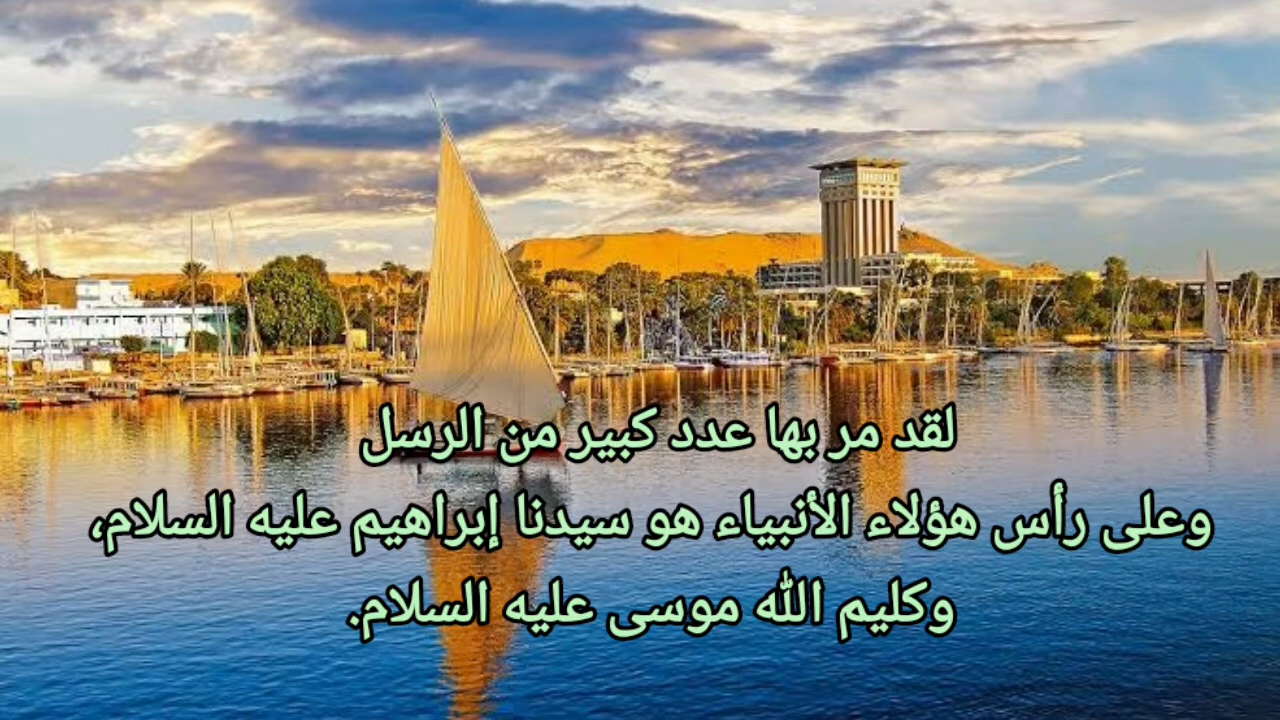 لقد مر بها عدد كبير من الرسل
وعلى رأس هؤلاء الأنبياء هو سيدنا إبراهيم عليه السلام،
وكليم الله موسى عليه السلام.